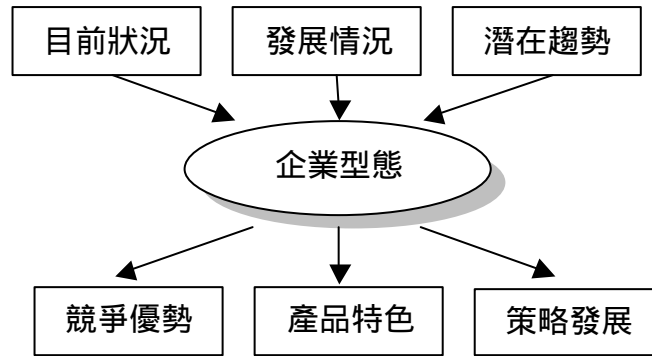 目前狀況
發展情況
潛在趨勢
企業型態
競爭優勢
產品特色
策略發展